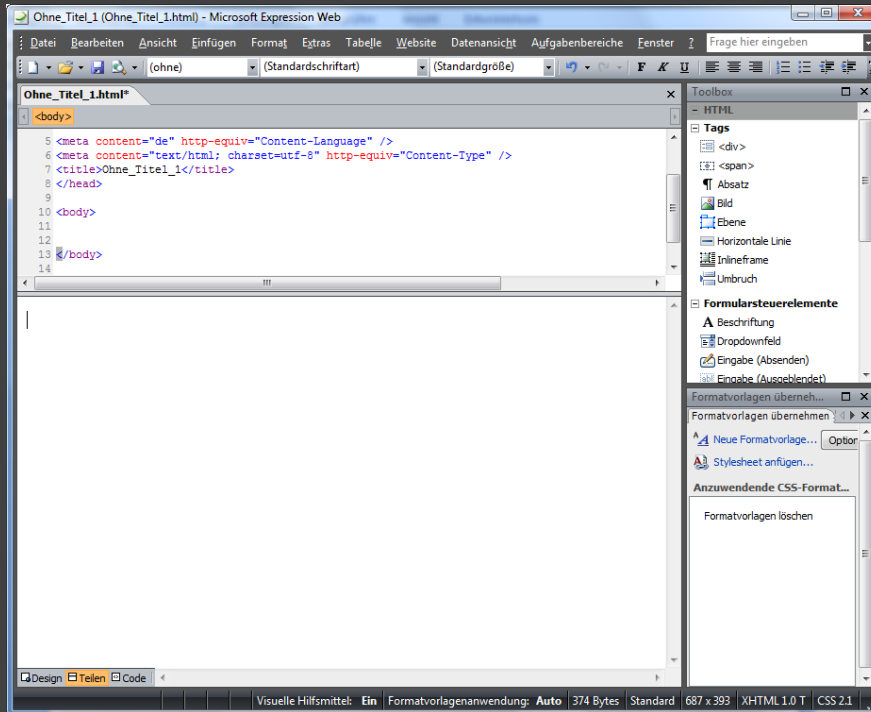 Ohne_Titel_1 (Ohne_Titel_1.html) - Microsoft Expression Web
Datei Bearbeiten Ansicht Einfügen Format Extras Tabelle Website Datenansicht Aufgabenbereiche Fenster ? Frage hier eingeben
(ohne) (Standardschriftart) (Standardgröße) F K U
Ohne_Titel_1.html*
<body>
5 <meta content="de" http-equiv="Content-Language" />
6 <meta content="text/html; charset=utf-8" http-equiv="Content-Type" />
7 <title>Ohne_Titel_1</title>
8 </head>
9
10 <body>
11
12
13 </body>
14
Design Teilen Code
Toolbox
- HTML
Tags
<div>
<span>
Absatz
Bild
Ebene
Horizontale Linie
Inlineframe
Umbruch
Formularsteuerelemente
A Beschriftung
Dropdownfeld
Eingabe (Absenden)
Eingabe (Ausgeblendet)
Formatvorlagen überneh...
Formatvorlagen übernehmen
Neue Formatvorlage... Option
Stylesheet anfügen...
Anzuwendende CSS-Format...
Formatvorlagen löschen
Visuelle Hilfsmittel: Ein Formatvorlagenanwendung: Auto 374 Bytes Standard 687 x 393 XHTML 1.0 T CSS 2.1